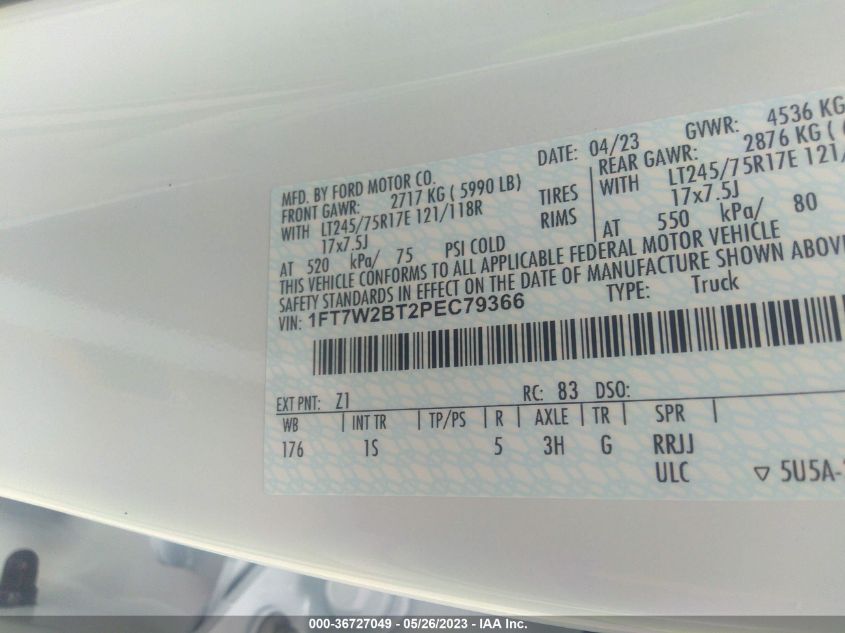 MFD. BY FORD MOTOR CO. DATE: 04/23 GVWR: 4536 KG
FRONT GAWR: 2717 KG ( 5990 LB) REAR GAWR: 2876 KG (
WITH LT245/75R17E 121/118R TIRES WITH LT245/75R17E 121/
17x7.5J RIMS 17x7.5J
AT 520 kPa/ 75 PSI COLD AT 550 kPa/ 80
THIS VEHICLE CONFORMS TO ALL APPLICABLE FEDERAL MOTOR VEHICLE
SAFETY STANDARDS IN EFFECT ON THE DATE OF MANUFACTURE SHOWN ABOVE
VIN: 1FT7W2BT2PEC79366 TYPE: Truck
EXT PNT: Z1 RC: 83 DSO:
WB | INT TR | TP/PS | R | AXLE | TR | SPR |
176 1S 5 3H G RRJJ
ULC ▽ 5U5A-
000-36727049 — 05/26/2023 — IAA Inc.